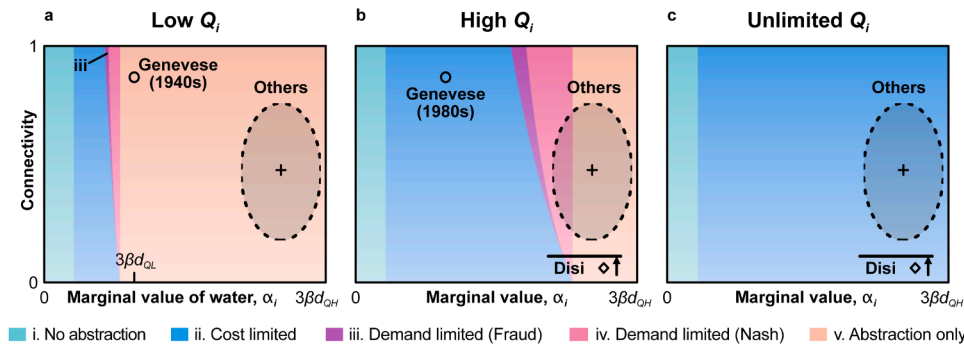 a
Low Qi
b
High Qi
c
Unlimited Qi
Connectivity
1
0
iii
Genevese
(1940s)
Others
3βdQL
0
Marginal value of water, αi
3βdQH
Genevese
(1980s)
Others
Disi
0
Marginal value, αi
3βdQH
Others
Disi
0
Marginal value, αi
3βdQH
i. No abstraction
ii. Cost limited
iii. Demand limited (Fraud)
iv. Demand limited (Nash)
v. Abstraction only